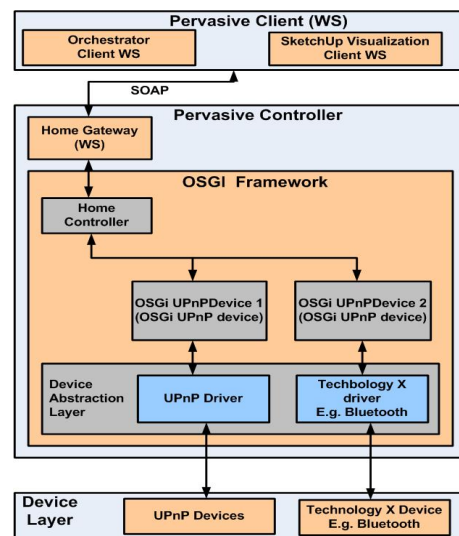 Pervasive Client (WS)
Orchestrator
Client WS
SketchUp Visualization
Client WS
SOAP
Pervasive Controller
Home Gateway
(WS)
OSGI Framework
Home
Controller
OSGi UPnPDevice 1
(OSGi UPnP device)
OSGi UPnPDevice 2
(OSGi UPnP device)
Device
Abstraction
Layer
UPnP Driver
Techbology X
driver
E.g. Bluetooth
Device
Layer
UPnP Devices
Technology X Device
E.g. Bluetooth